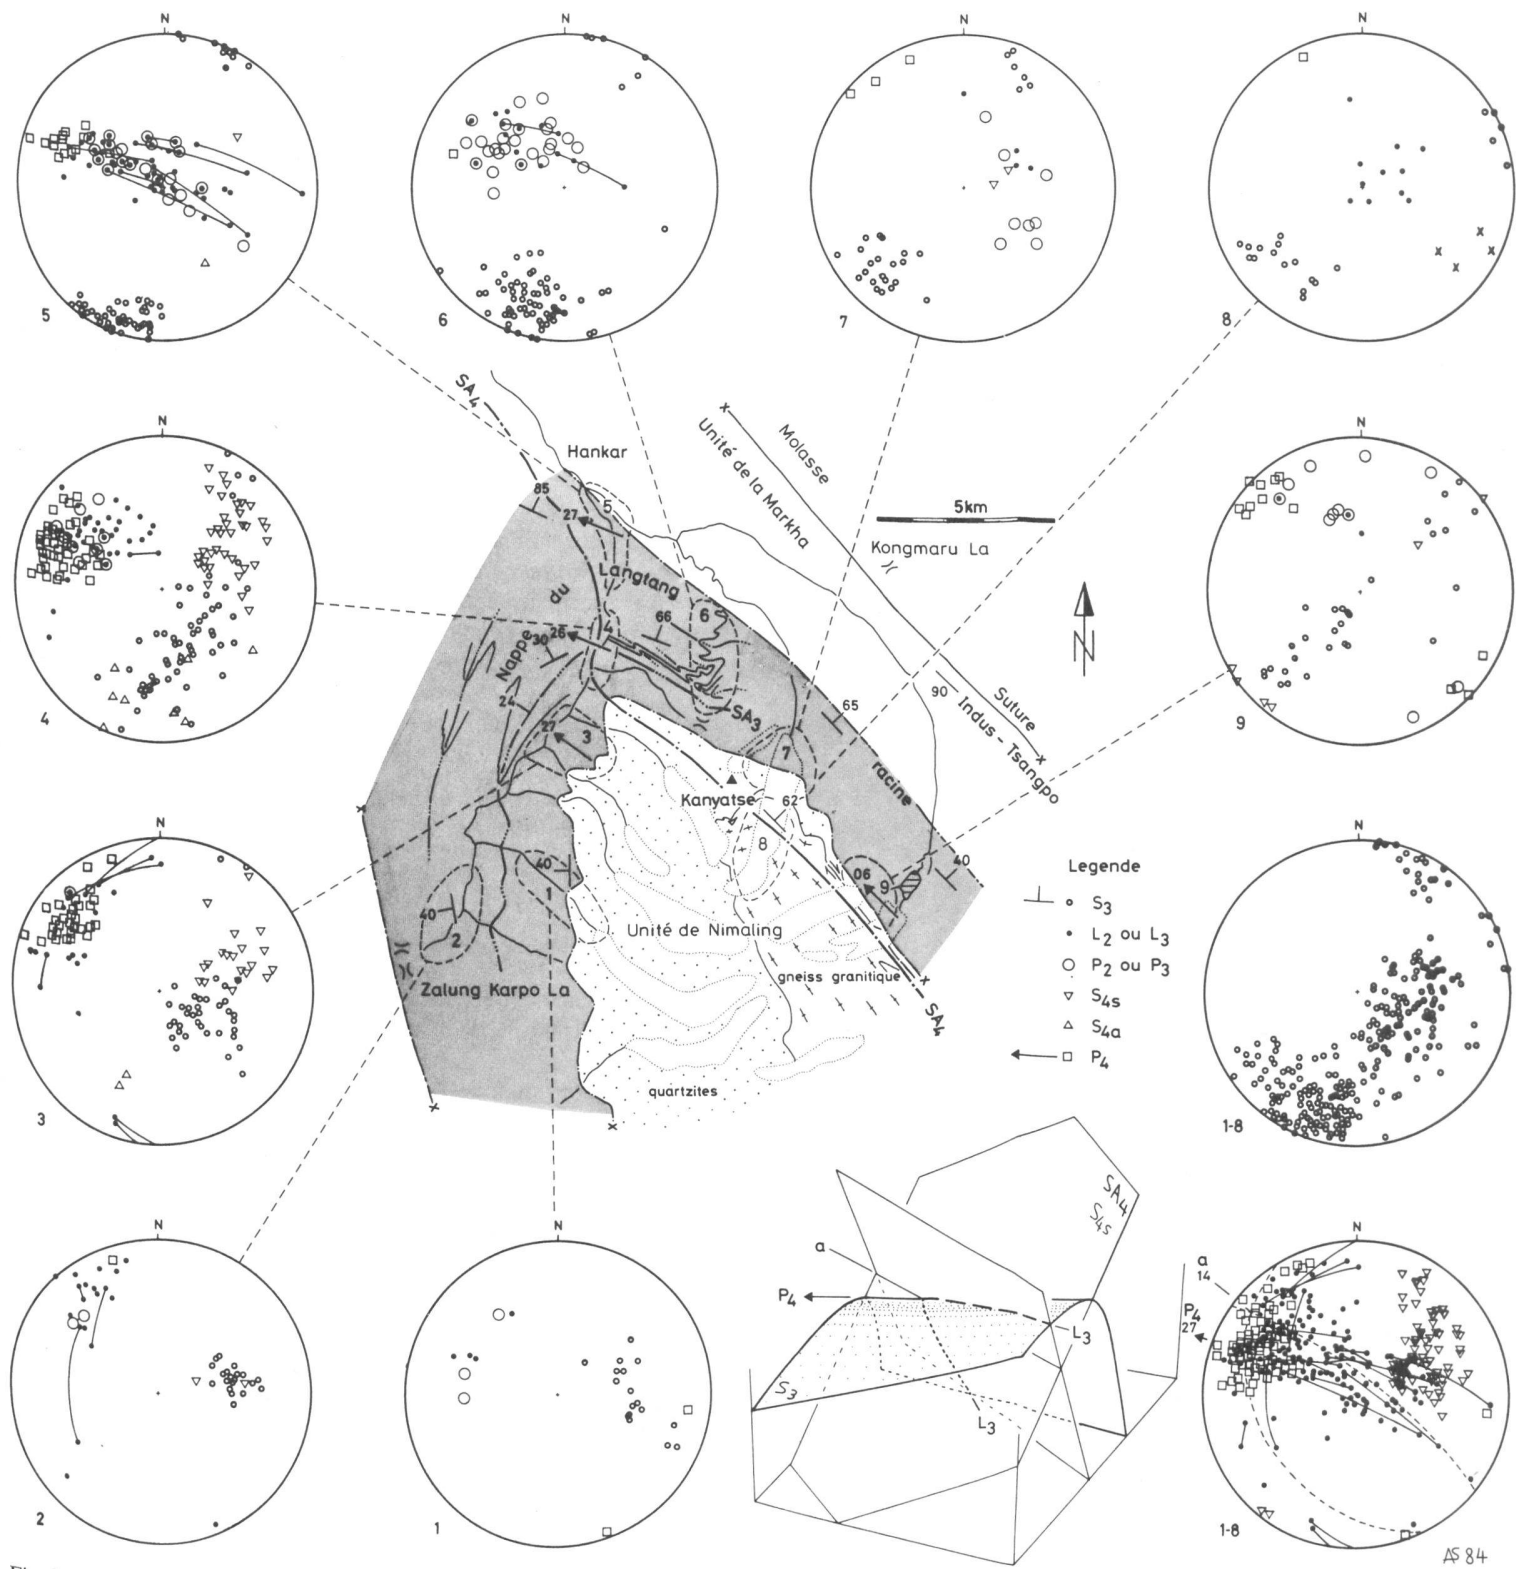 N
N
N
N
5
6
7
8
SA4
Hankar
Molasse
Unité de la Markha
N
N
85
27
5
5km
Kongmaru La
Langtang
du
Nappe
66
6
30
26
4
N
4
9
24
SA3
90
Indus - Tsangpo
Suture
65
27
3
7
racine
Kanyatse
62
N
N
8
40
40
1
06
9
40
Legende
S3
L2 ou L3
P2 ou P3
S4s
S4a
P4
2
Unité de Nimaling
gneiss granitique
Zalung Karpo La
SA4
quartzites
3
1-8
N
N
N
SA4
S4s
a
P4
L3
S3
L3
a
14
P4
27
2
1
1-8
AS 84